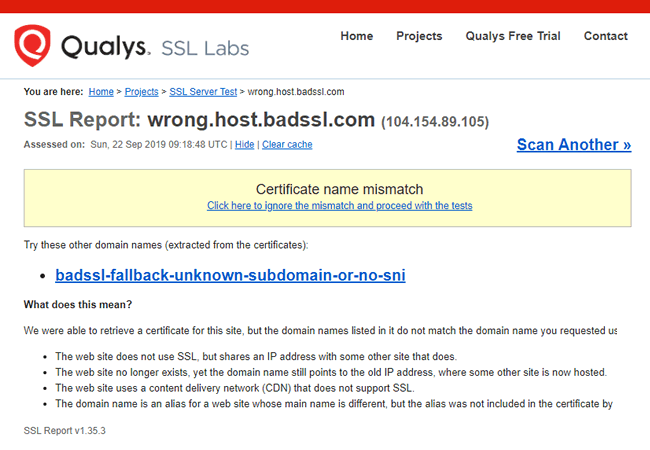 Qualys. SSL Labs
Home Projects Qualys Free Trial Contact
You are here: Home > Projects > SSL Server Test > wrong.host.badssl.com
SSL Report: wrong.host.badssl.com (104.154.89.105)
Assessed on: Sun, 22 Sep 2019 09:18:48 UTC | Hide | Clear cache
Scan Another »
Certificate name mismatch
Click here to ignore the mismatch and proceed with the tests
Try these other domain names (extracted from the certificates):
• badssl-fallback-unknown-subdomain-or-no-sni
What does this mean?
We were able to retrieve a certificate for this site, but the domain names listed in it do not match the domain name you requested us
• The web site does not use SSL, but shares an IP address with some other site that does.
• The web site no longer exists, yet the domain name still points to the old IP address, where some other site is now hosted.
• The web site uses a content delivery network (CDN) that does not support SSL.
• The domain name is an alias for a web site whose main name is different, but the alias was not included in the certificate by
SSL Report v1.35.3